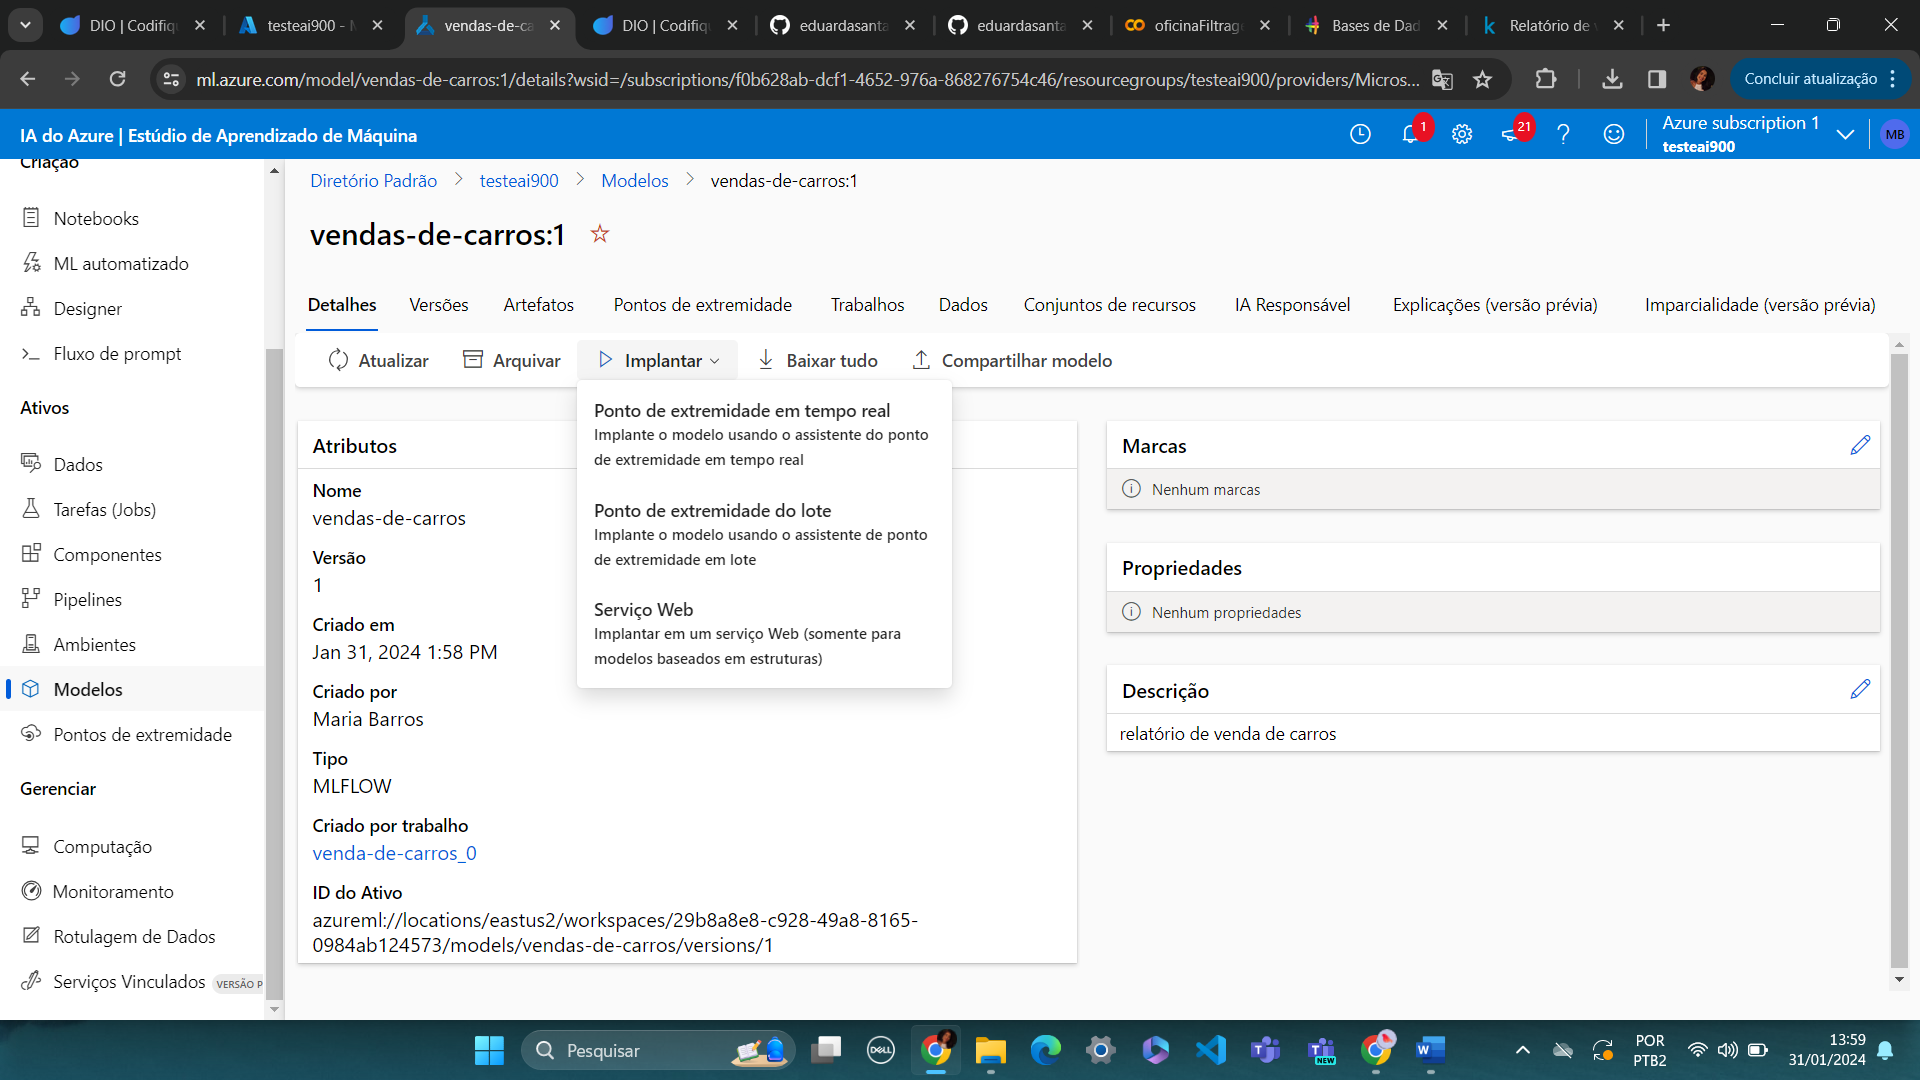 DIO | Codifiq
testeai900 - M
vendas-de-ca
DIO | Codifiq
eduardasanta
eduardasanta
oficinaFiltrag
Bases de Dad
Relatório de v
ml.azure.com/model/vendas-de-carros:1/details?wsid=/subscriptions/f0b628ab-dcf1-4652-976a-868276754c46/resourcegroups/testeai900/providers/Micros...
Concluir atualização
IA do Azure | Estúdio de Aprendizado de Máquina
1
21
Azure subscription 1
testeai900
MB
Criação
Notebooks
ML automatizado
Designer
Fluxo de prompt
Ativos
Dados
Tarefas (Jobs)
Componentes
Pipelines
Ambientes
Modelos
Pontos de extremidade
Gerenciar
Computação
Monitoramento
Rotulagem de Dados
Serviços Vinculados VERSÃO P
Diretório Padrão > testeai900 > Modelos > vendas-de-carros:1
vendas-de-carros:1
Detalhes Versões Artefatos Pontos de extremidade Trabalhos Dados Conjuntos de recursos IA Responsável Explicações (versão prévia) Imparcialidade (versão prévia)
Atualizar Arquivar Implantar Baixar tudo Compartilhar modelo
Ponto de extremidade em tempo real
Implante o modelo usando o assistente do ponto
de extremidade em tempo real
Ponto de extremidade do lote
Implante o modelo usando o assistente de ponto
de extremidade em lote
Serviço Web
Implantar em um serviço Web (somente para
modelos baseados em estruturas)
Atributos
Nome
vendas-de-carros
Versão
1
Criado em
Jan 31, 2024 1:58 PM
Criado por
Maria Barros
Tipo
MLFLOW
Criado por trabalho
venda-de-carros_0
ID do Ativo
azureml://locations/eastus2/workspaces/29b8a8e8-c928-49a8-8165-
0984ab124573/models/vendas-de-carros/versions/1
Marcas
Nenhum marcas
Propriedades
Nenhum propriedades
Descrição
relatório de venda de carros
Pesquisar
DELL
NEW
POR
PTB2
13:59
31/01/2024